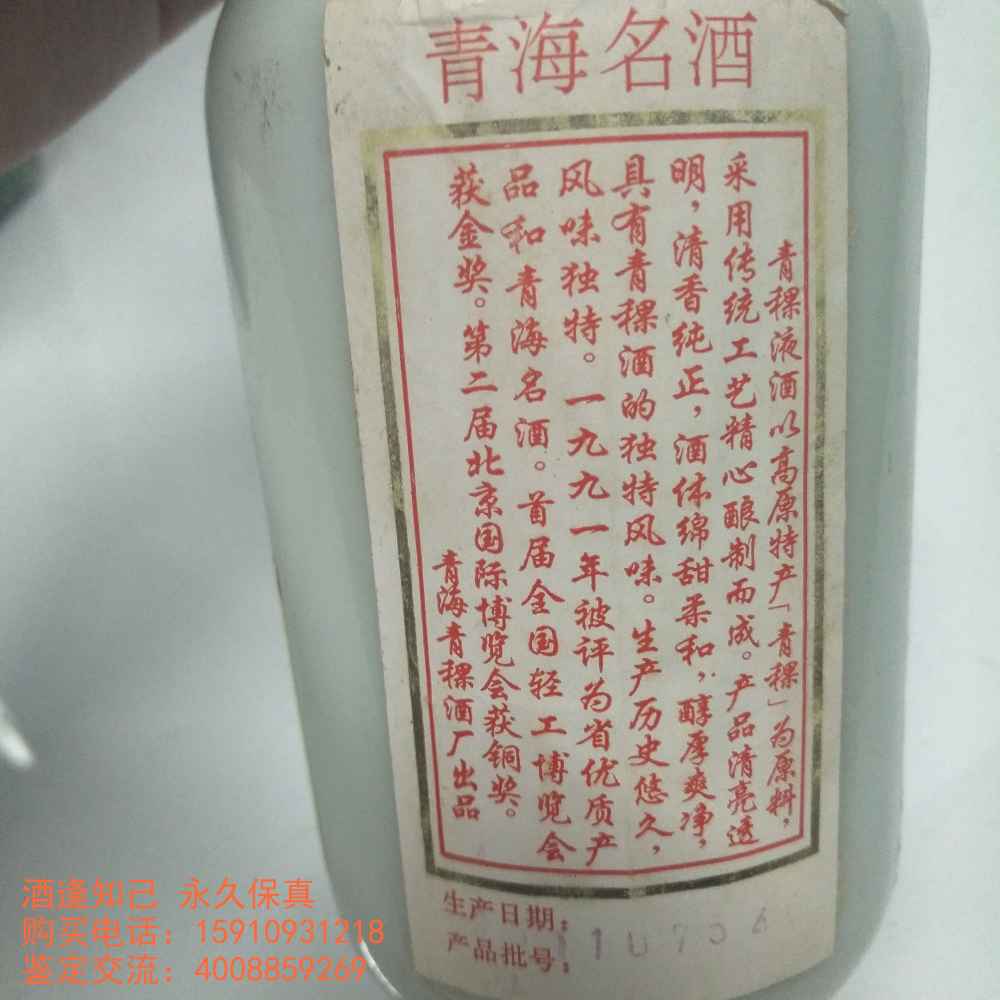 青海名酒
青稞液酒以高原特产「青稞」为原料，
采用传统工艺精心酿制而成。产品清亮透
明，清香纯正，酒体绵甜柔和，醇厚爽净，
具有青稞酒的独特风味。生产历史悠久，
风味独特。一九九一年被评为省优质产
品和青海名酒。首届全国轻工博览会
获金奖。第二届北京国际博览会获铜奖。
青海青稞酒厂出品
生产日期：
产品批号：
酒逢知己 永久保真
购买电话：15910931218
鉴定交流：4008859269